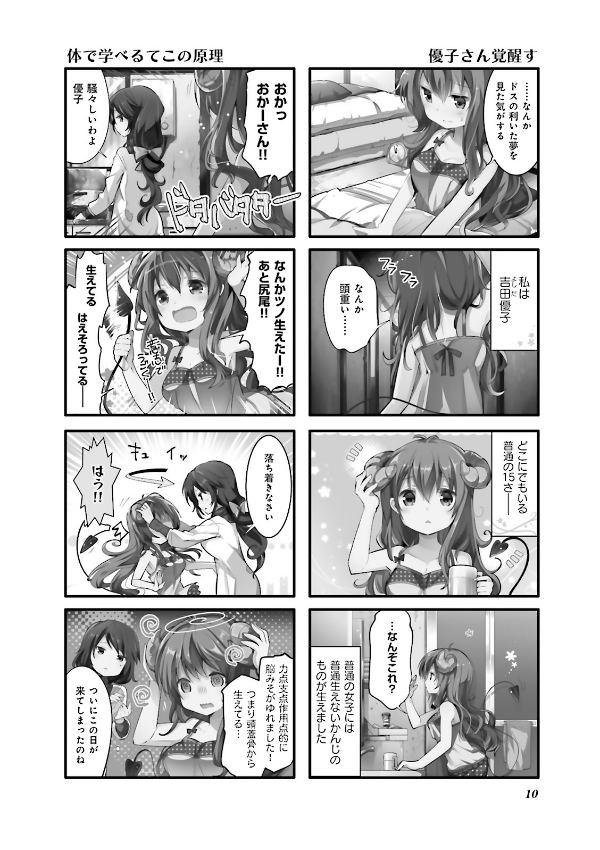 優子さん覚醒す
……なんか
ドスの利いた夢を
見た気がする
私は
吉田優子
よしだ
フラ
フラ
なんか
頭重い……
どこにでもいる
普通の15さ――
…なんぞこれ?
普通の女子には
普通生えないかんじの
ものが生えました
体で学べるてこの原理
おかっ
おかーさん!!
騒々しいわよ
優子
ドタバタター
なんかツノ生えたー!!
あと尻尾!!
生えてる
はえそろってる――
落ち着きなさい
キュイッ
はう!!
力点支点作用点的に
脳みそがゆれました!
つまり頭蓋骨から
生えてる…
ついにこの日が
来てしまったのね
10